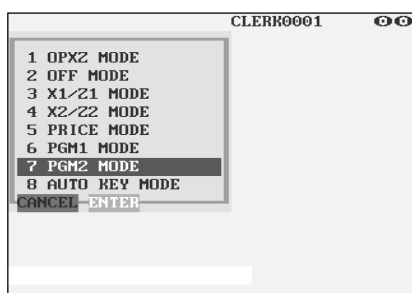 CLERK0001
1 OPXZ MODE
2 OFF MODE
3 X1/Z1 MODE
4 X2/Z2 MODE
5 PRICE MODE
6 PGM1 MODE
7 PGM2 MODE
8 AUTO KEY MODE
CANCEL ENTER